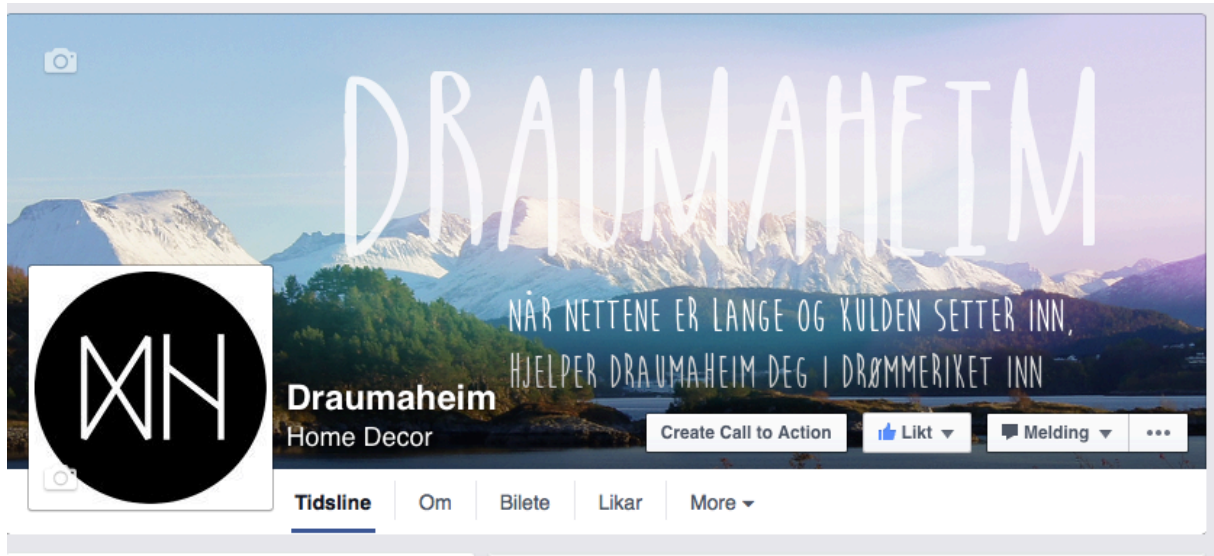 DRAUMAHEIM
NÅR NETTENE ER LANGE OG KULDEN SETTER INN,
HJELPER DRAUMAHEIM DEG I DRØMMERIKET INN
Draumaheim
Home Decor
Create Call to Action
Likt
Melding
Tidsline
Om
Bilete
Likar
More